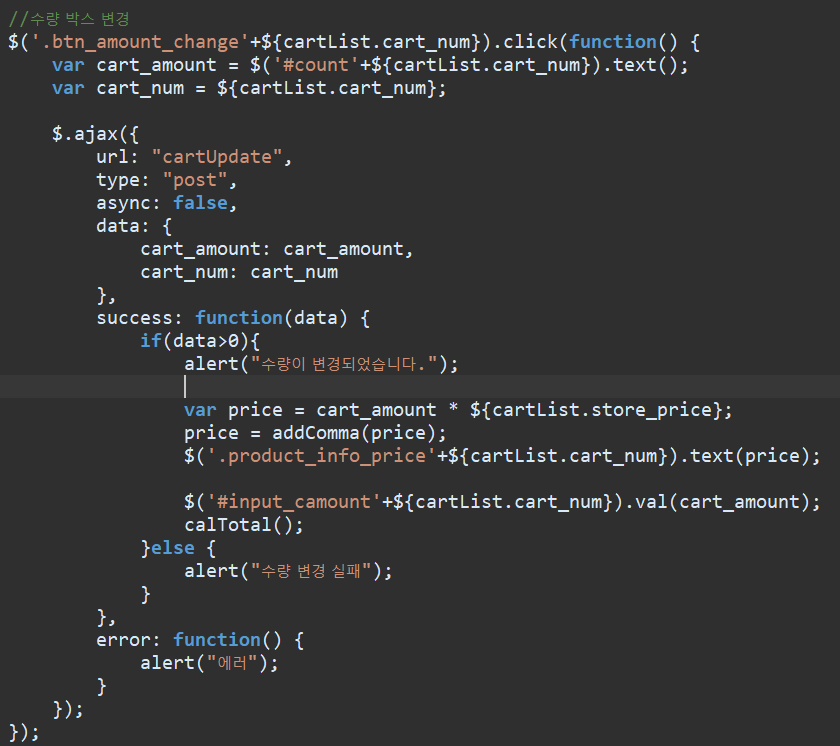 //수량 박스 변경
$('.btn_amount_change'+${cartList.cart_num}).click(function() {
    var cart_amount = $('#count'+${cartList.cart_num}).text();
    var cart_num = ${cartList.cart_num};

    $.ajax({
        url: "cartUpdate",
        type: "post",
        async: false,
        data: {
            cart_amount: cart_amount,
            cart_num: cart_num
        },
        success: function(data) {
            if(data>0){
                alert("수량이 변경되었습니다.");

                var price = cart_amount * ${cartList.store_price};
                price = addComma(price);
                $('.product_info_price'+${cartList.cart_num}).text(price);

                $('#input_camount'+${cartList.cart_num}).val(cart_amount);
                calTotal();
            }else {
                alert("수량 변경 실패");
            }
        },
        error: function() {
            alert("에러");
        }
    });
});